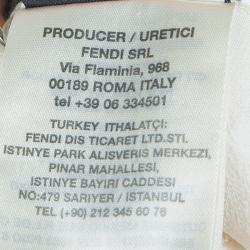 PRODUCER / URETICI
FENDI SRL
Via Flaminia, 968
00189 ROMA ITALY
tel +39 06 334501
TURKEY ITHALATÇI:
FENDI DIS TICARET LTD.STI.
ISTINYE PARK ALISVERIS MERKEZI,
PINAR MAHALLESI,
ISTINYE BAYIRI CADDESI
NO:479 SARIYER / ISTANBUL
TEL (+90) 212 345 60 76